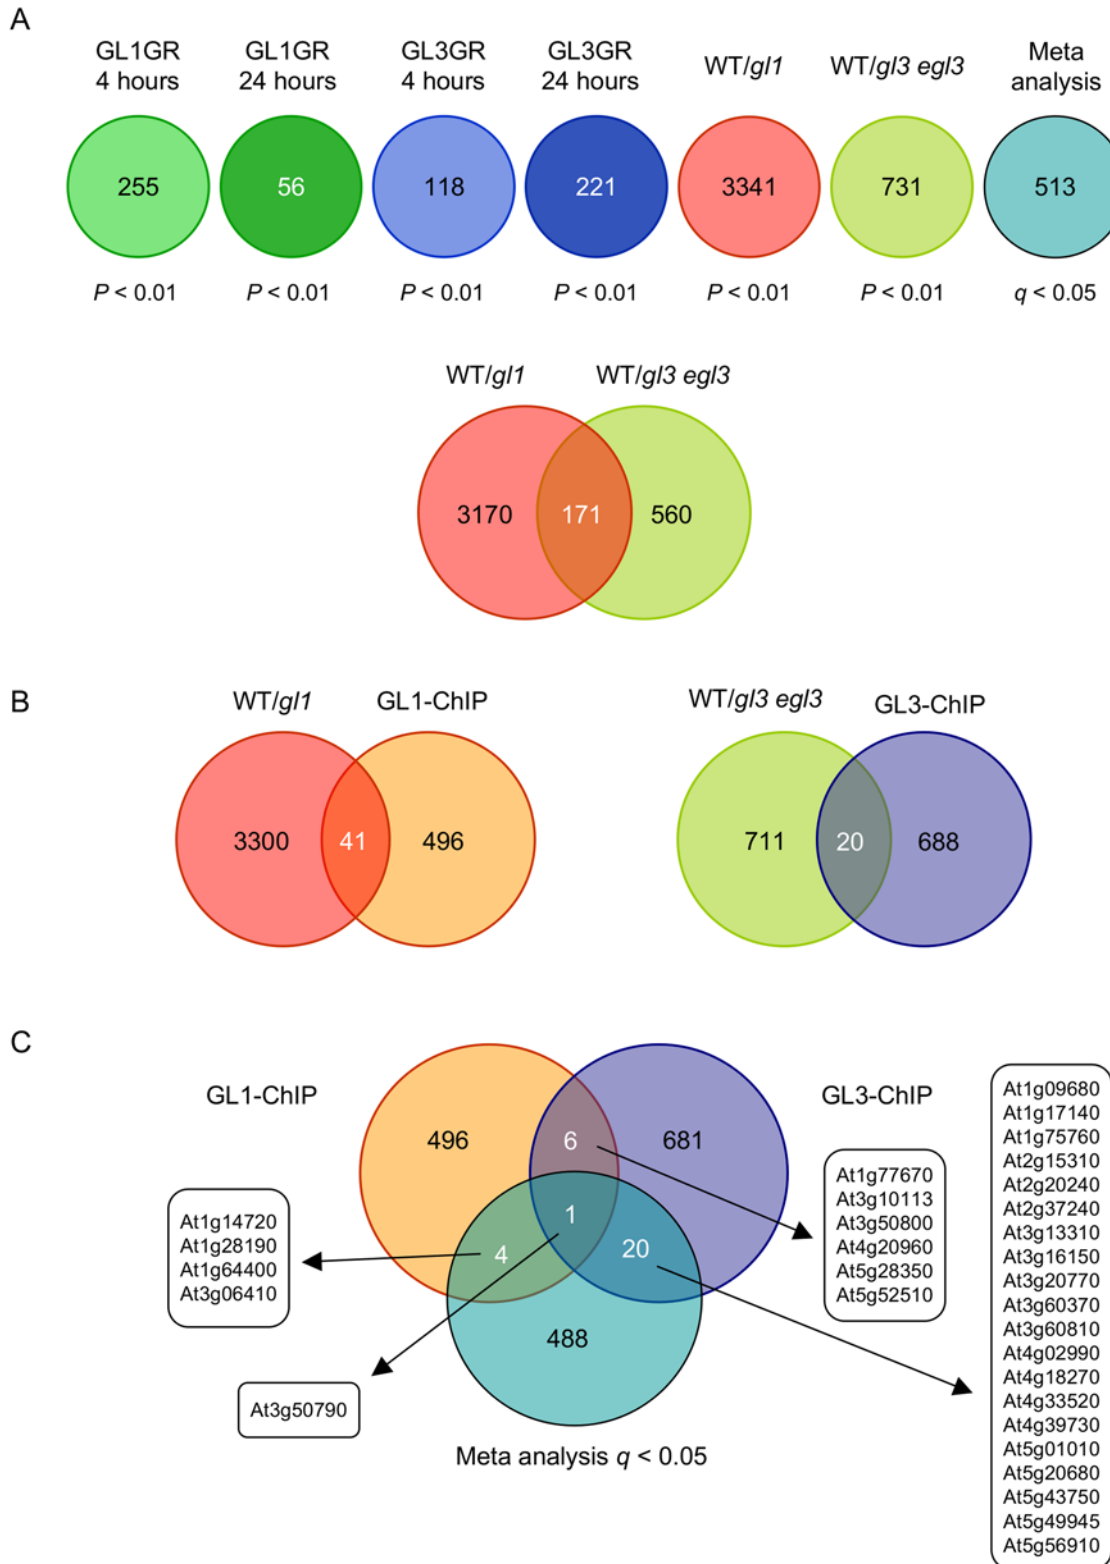 A
GL1GR
4 hours
GL1GR
24 hours
GL3GR
4 hours
GL3GR
24 hours
WT/gl1
WT/gl3 egl3
Meta
analysis
255
56
118
221
3341
731
513
P < 0.01
P < 0.01
P < 0.01
P < 0.01
P < 0.01
P < 0.01
q < 0.05
WT/gl1
WT/gl3 egl3
3170
171
560
B
WT/gl1
GL1-ChIP
3300
41
496
WT/gl3 egl3
GL3-ChIP
711
20
688
C
GL1-ChIP
GL3-ChIP
496
6
681
1
4
20
488
Meta analysis q < 0.05
At1g14720
At1g28190
At1g64400
At3g06410
At3g50790
At1g77670
At3g10113
At3g50800
At4g20960
At5g28350
At5g52510
At1g09680
At1g17140
At1g75760
At2g15310
At2g20240
At2g37240
At3g13310
At3g16150
At3g20770
At3g60370
At3g60810
At4g02990
At4g18270
At4g33520
At4g39730
At5g01010
At5g20680
At5g43750
At5g49945
At5g56910